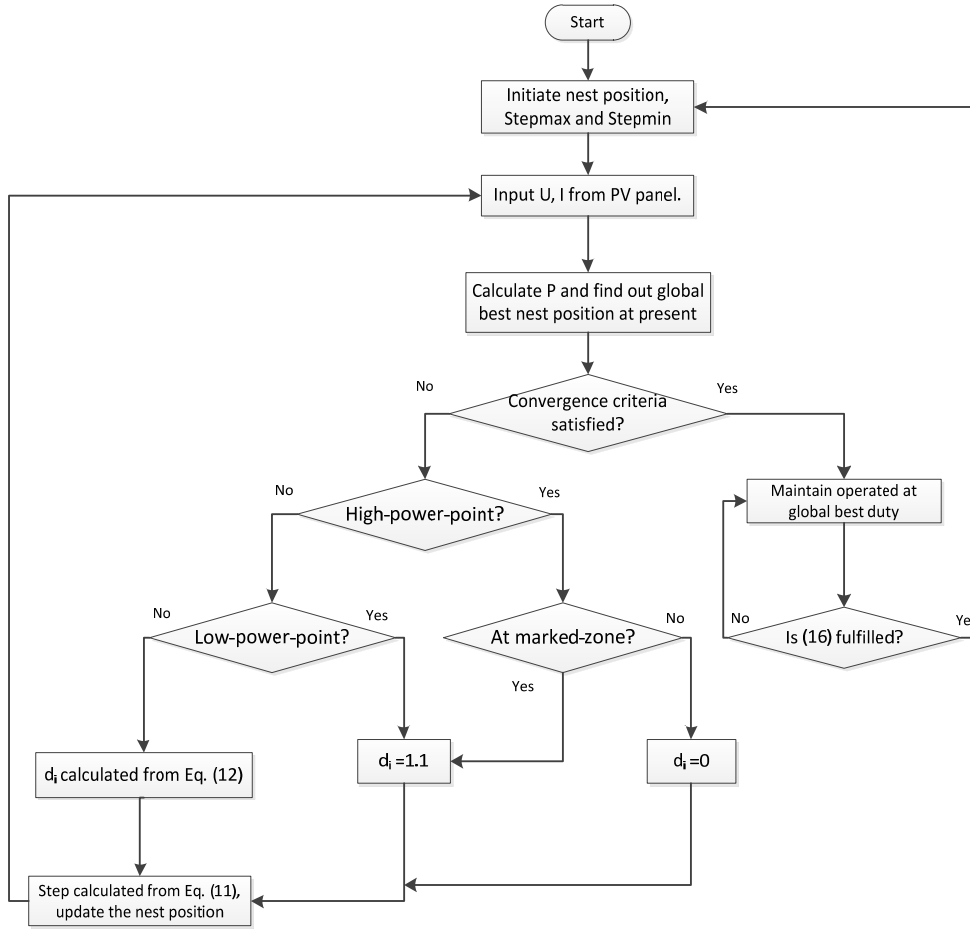 Start
Initiate nest position,
Stepmax and Stepmin
Input U, I from PV panel.
Calculate P and find out global
best nest position at present
No
Yes
Convergence criteria
satisfied?
No
Yes
High-power-point?
Maintain operated at
global best duty
No
Yes
Low-power-point?
At marked-zone?
No
Yes
No
Is (16) fulfilled?
Ye
di calculated from Eq. (12)
di =1.1
di =0
Step calculated from Eq. (11),
update the nest position